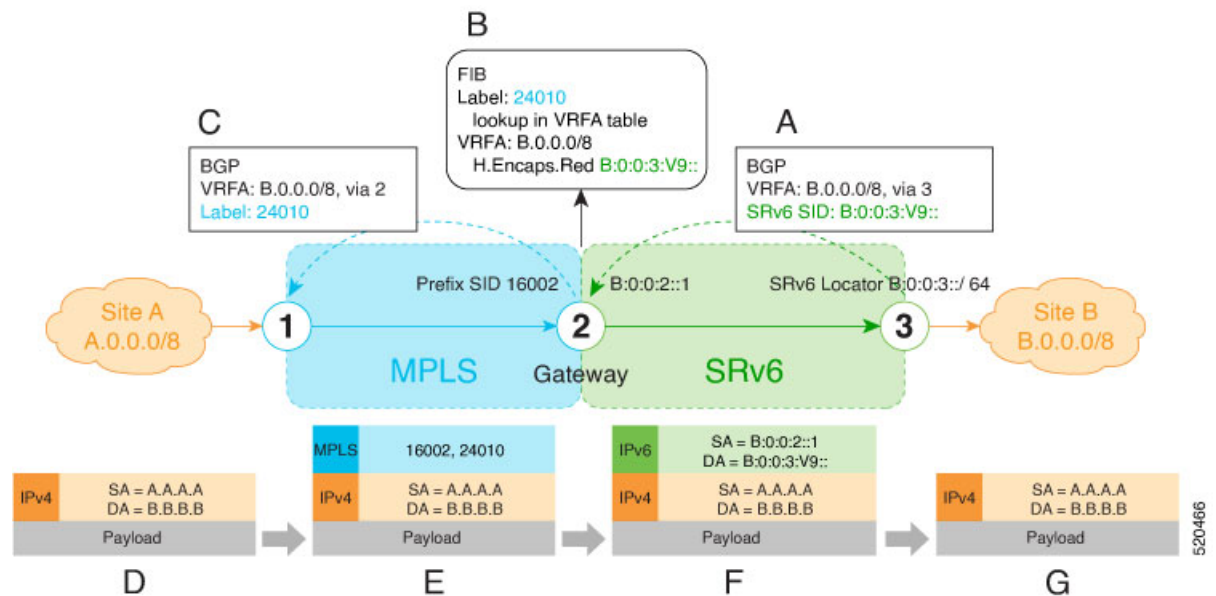 B
FIB
Label: 24010
lookup in VRFA table
VRFA: B.0.0.0/8
H.Encaps.Red B:0:0:3:V9::
C
BGP
VRFA: B.0.0.0/8, via 2
Label: 24010
A
BGP
VRFA: B.0.0.0/8, via 3
SRv6 SID: B:0:0:3:V9::
Prefix SID 16002
B:0:0:2::1
SRv6 Locator B:0:0:3::/ 64
Site A
A.0.0.0/8
1
2
3
Site B
B.0.0.0/8
MPLS
Gateway
SRv6
IPv4
SA = A.A.A.A
DA = B.B.B.B
Payload
D
MPLS
16002, 24010
IPv4
SA = A.A.A.A
DA = B.B.B.B
Payload
E
IPv6
SA = B:0:0:2::1
DA = B:0:0:3:V9::
IPv4
SA = A.A.A.A
DA = B.B.B.B
Payload
F
IPv4
SA = A.A.A.A
DA = B.B.B.B
Payload
G
520466